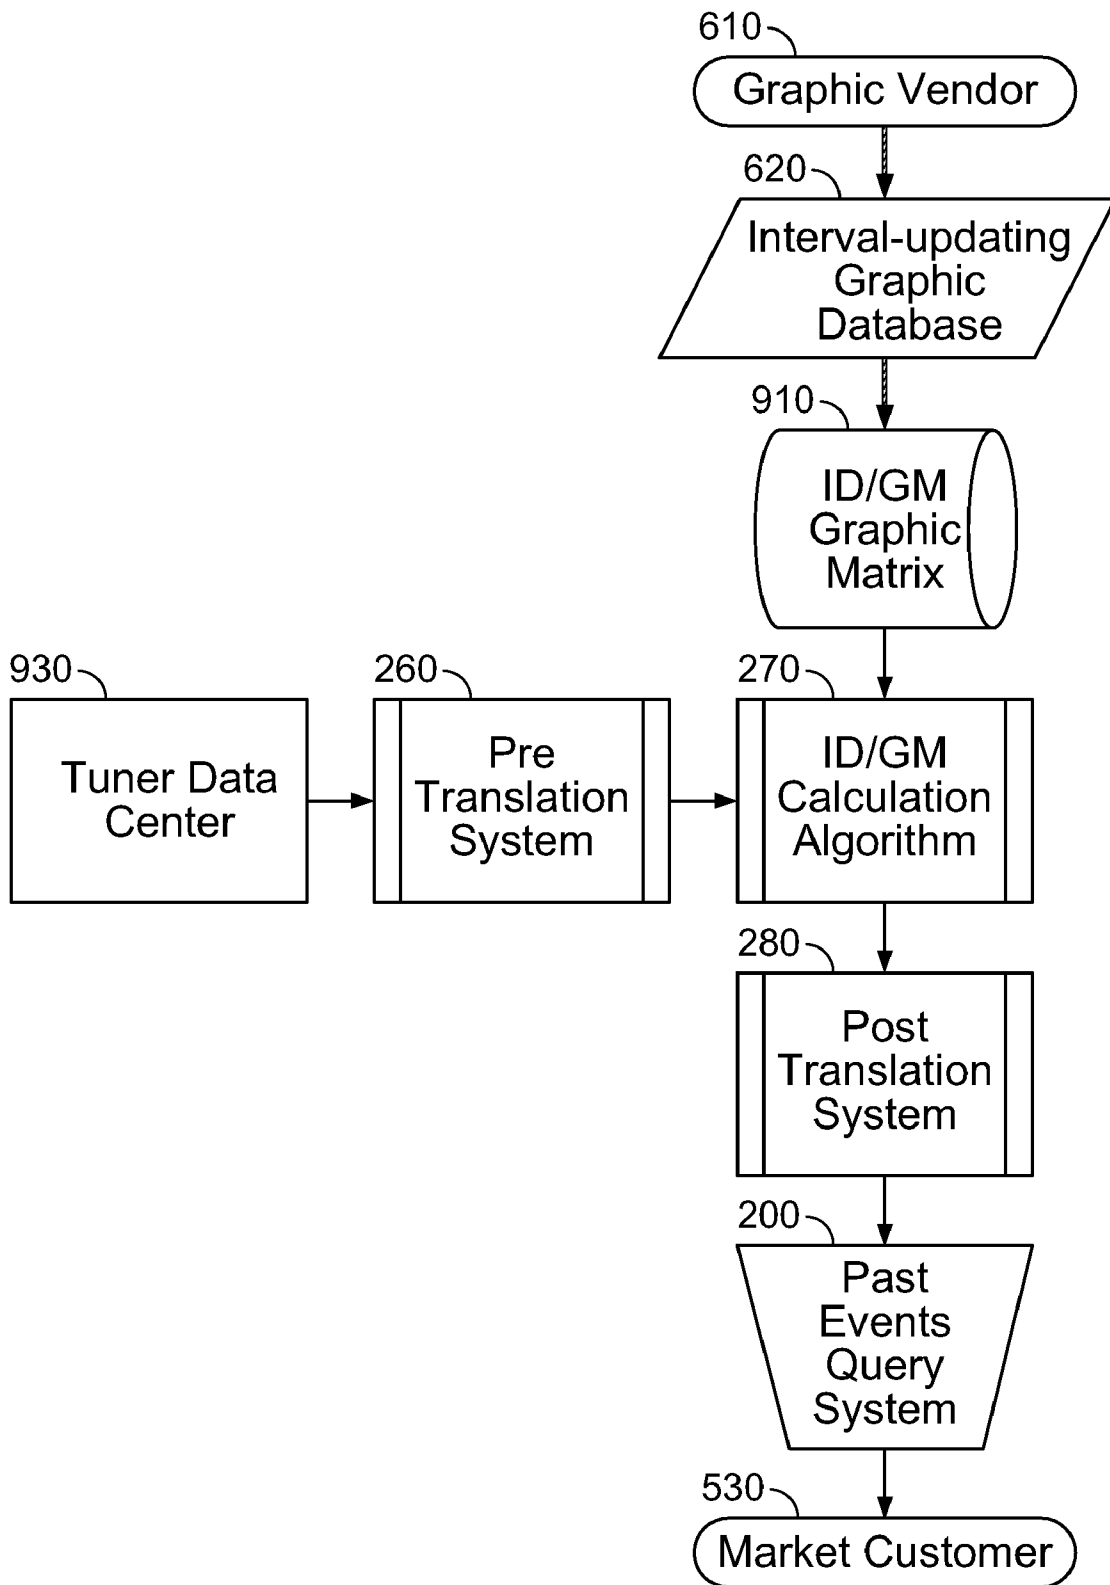 610
Graphic Vendor
620
Interval-updating
Graphic
Database
910
ID/GM
Graphic
Matrix
930
Tuner Data
Center
260
Pre
Translation
System
270
ID/GM
Calculation
Algorithm
280
Post
Translation
System
200
Past
Events
Query
System
530
Market Customer